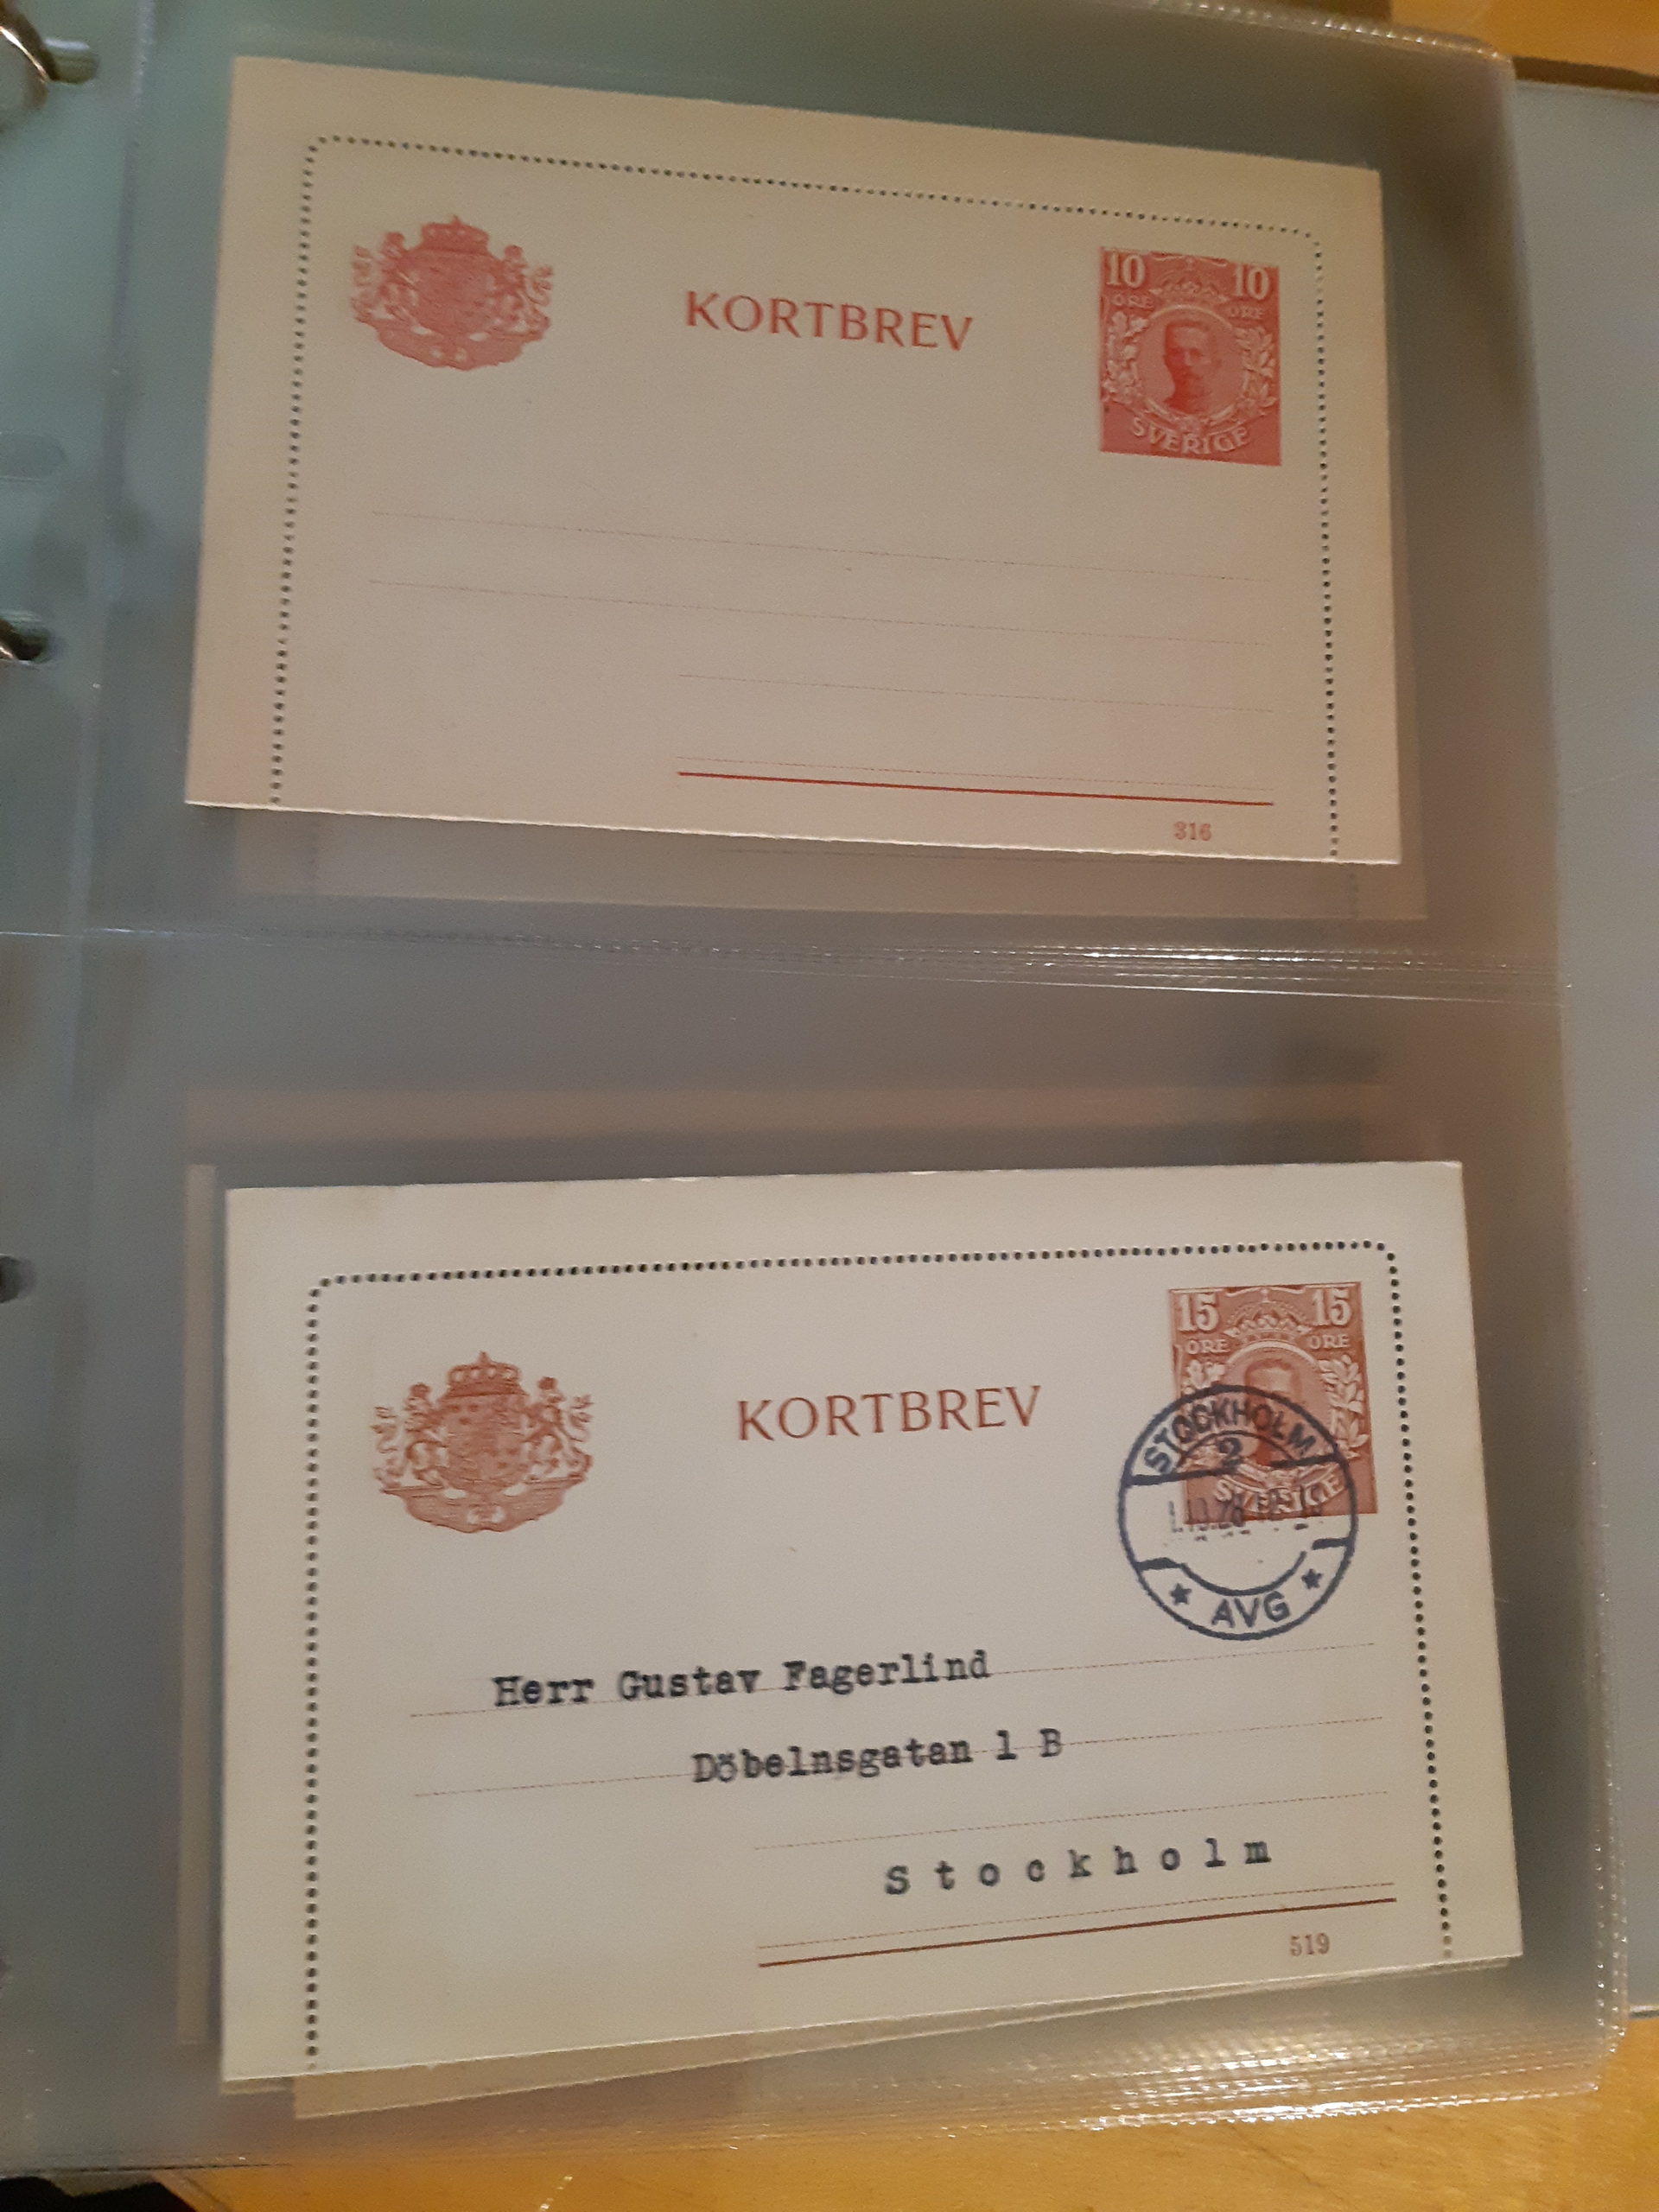 10 10
ÖRE ÖRE
SVERIGE
KORTBREV
316
15 15
ÖRE ÖRE
SVERIGE
KORTBREV
STOCKHOLM
2
AVG
Herr Gustav Fagerlind
Döbelnsgatan 1 B
Stockholm
519